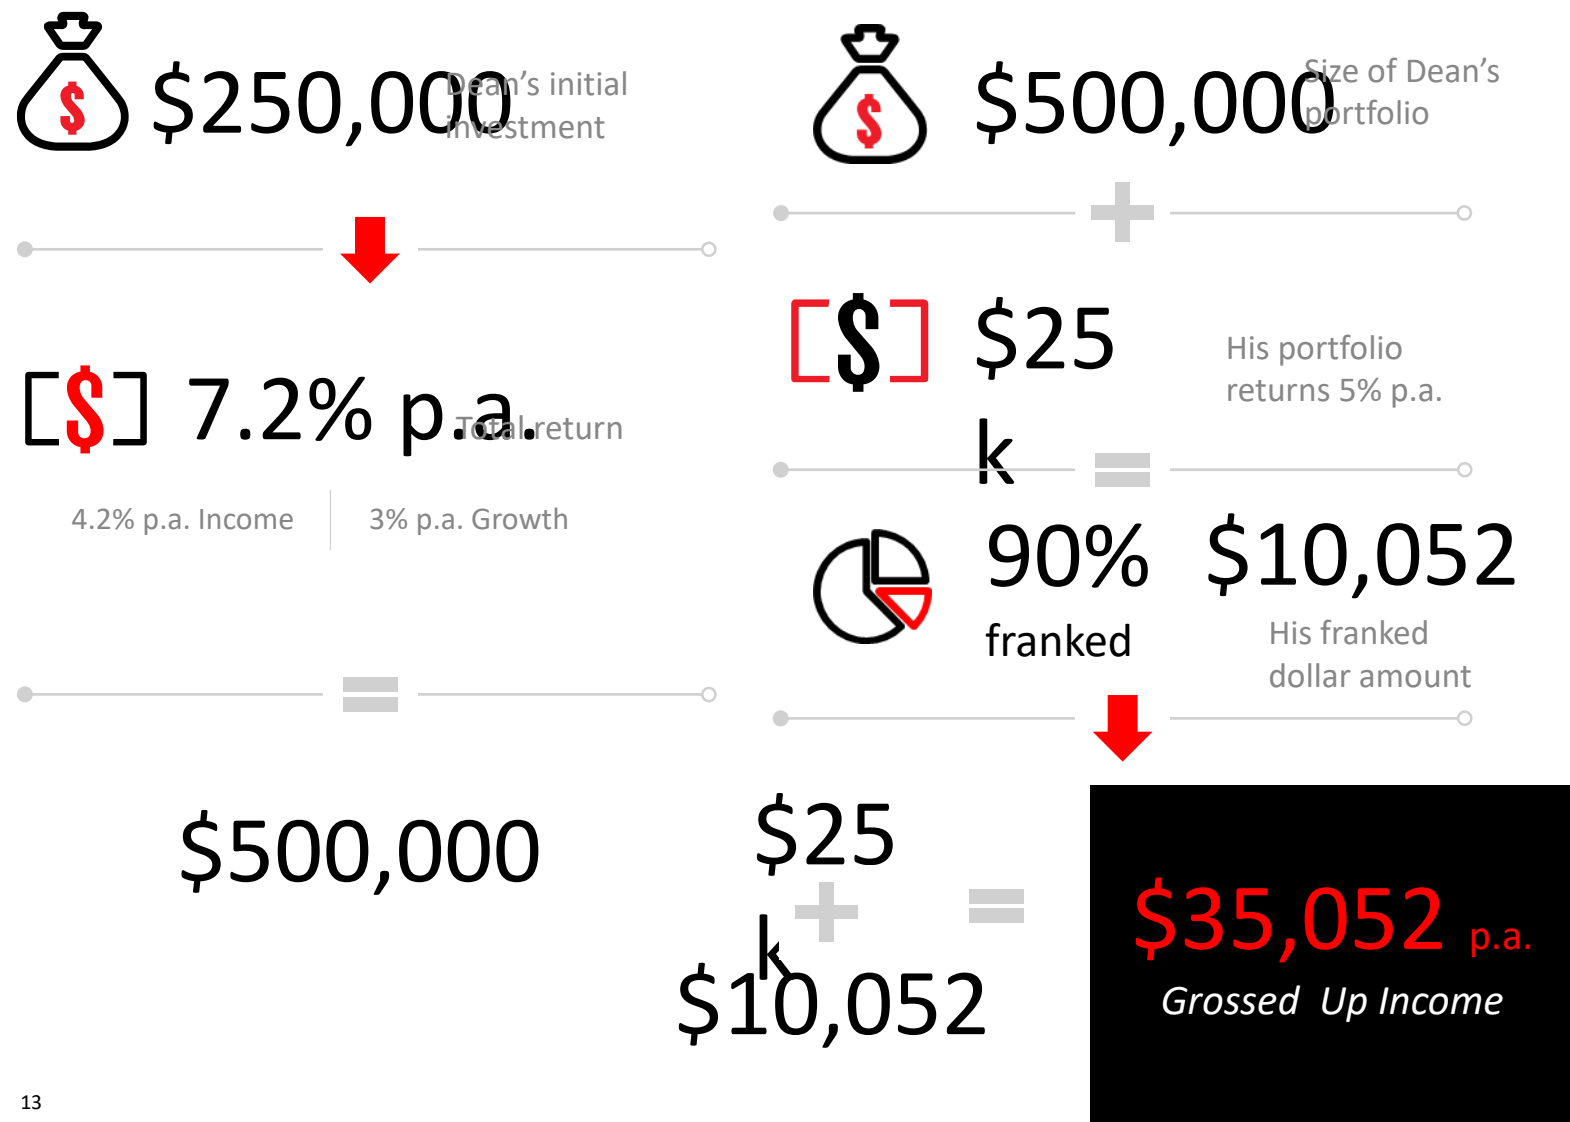 $250,000
Dean's initial
investment
7.2% p.a.
Total return
4.2% p.a. Income
3% p.a. Growth
$500,000
$500,000
Size of Dean's
portfolio
$25
k
His portfolio
returns 5% p.a.
90%
franked
$10,052
His franked
dollar amount
$25
k
$10,052
$35,052 p.a.
Grossed Up Income
13